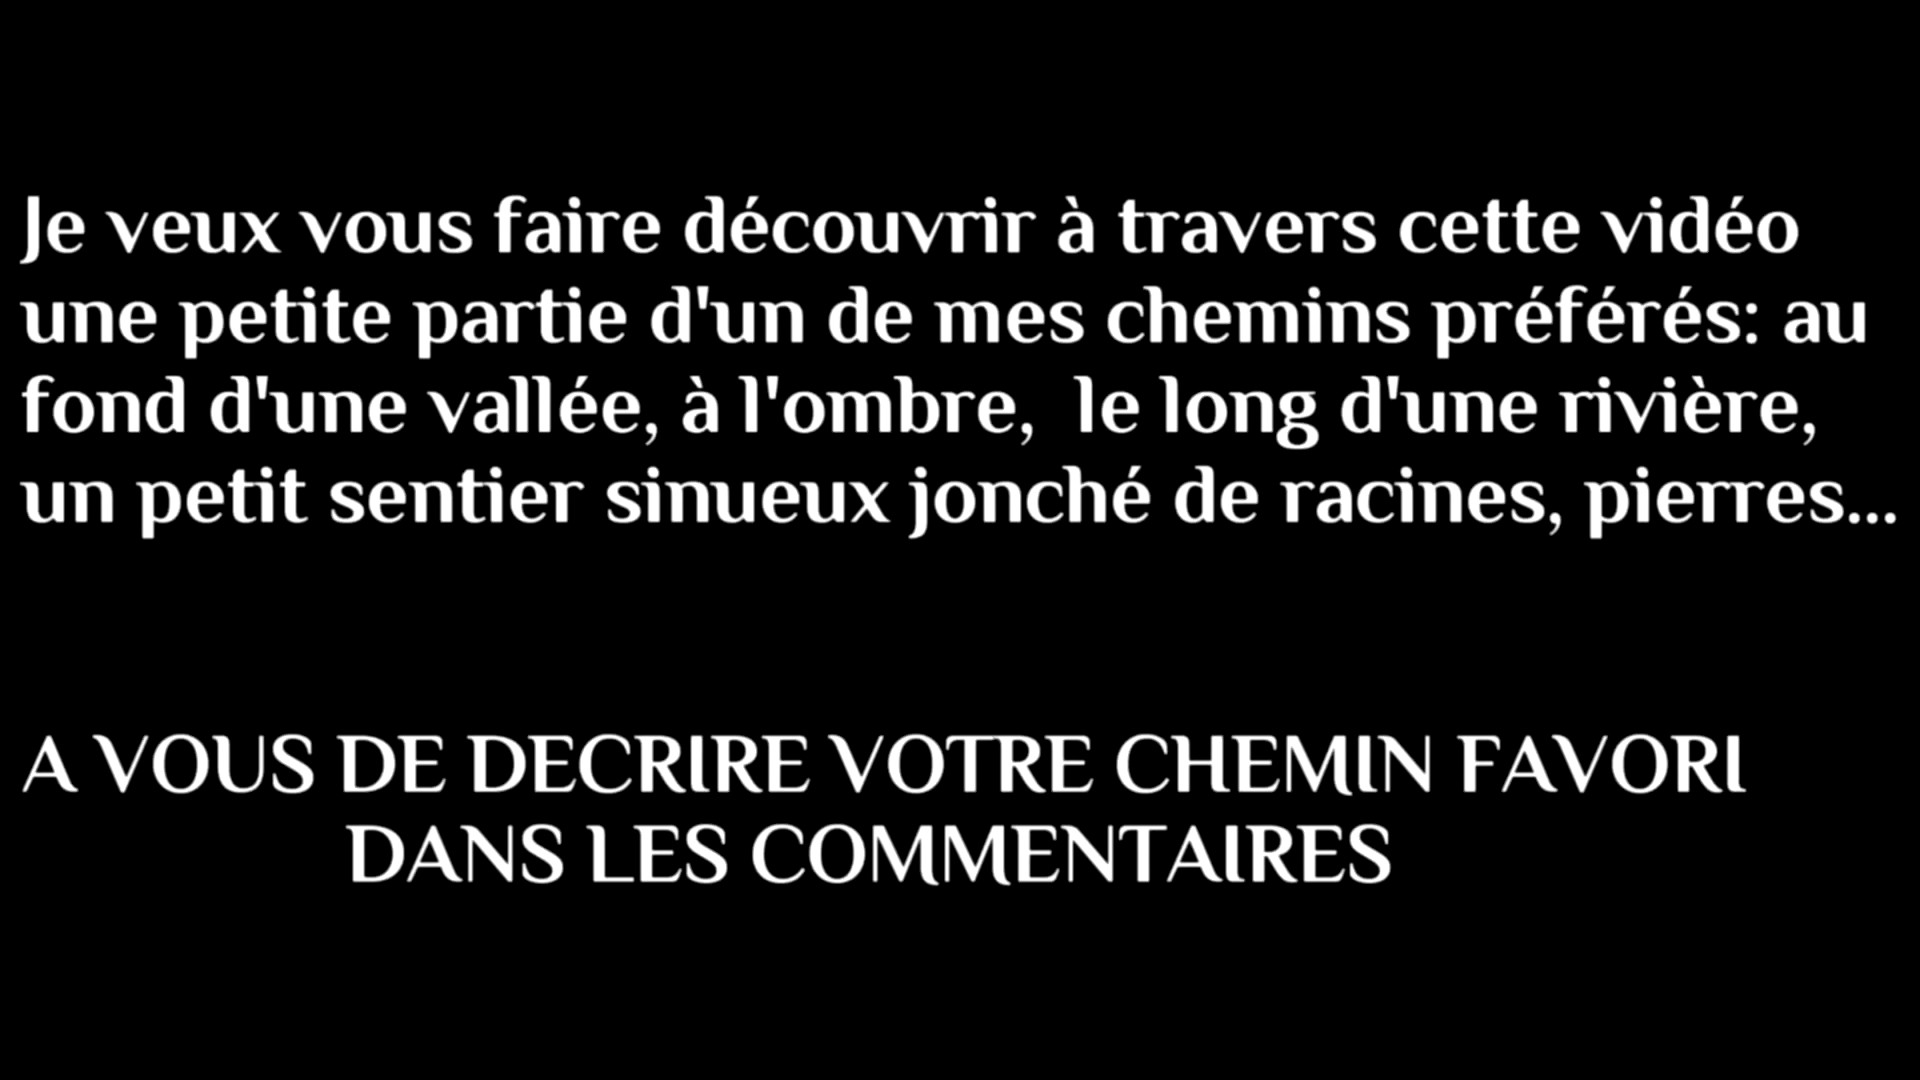 Je veux vous faire découvrir à travers cette vidéo
une petite partie d'un de mes chemins préférés: au
fond d'une vallée, à l'ombre,  le long d'une rivière,
un petit sentier sinueux jonché de racines, pierres...
A VOUS DE DECRIRE VOTRE CHEMIN FAVORI
DANS LES COMMENTAIRES